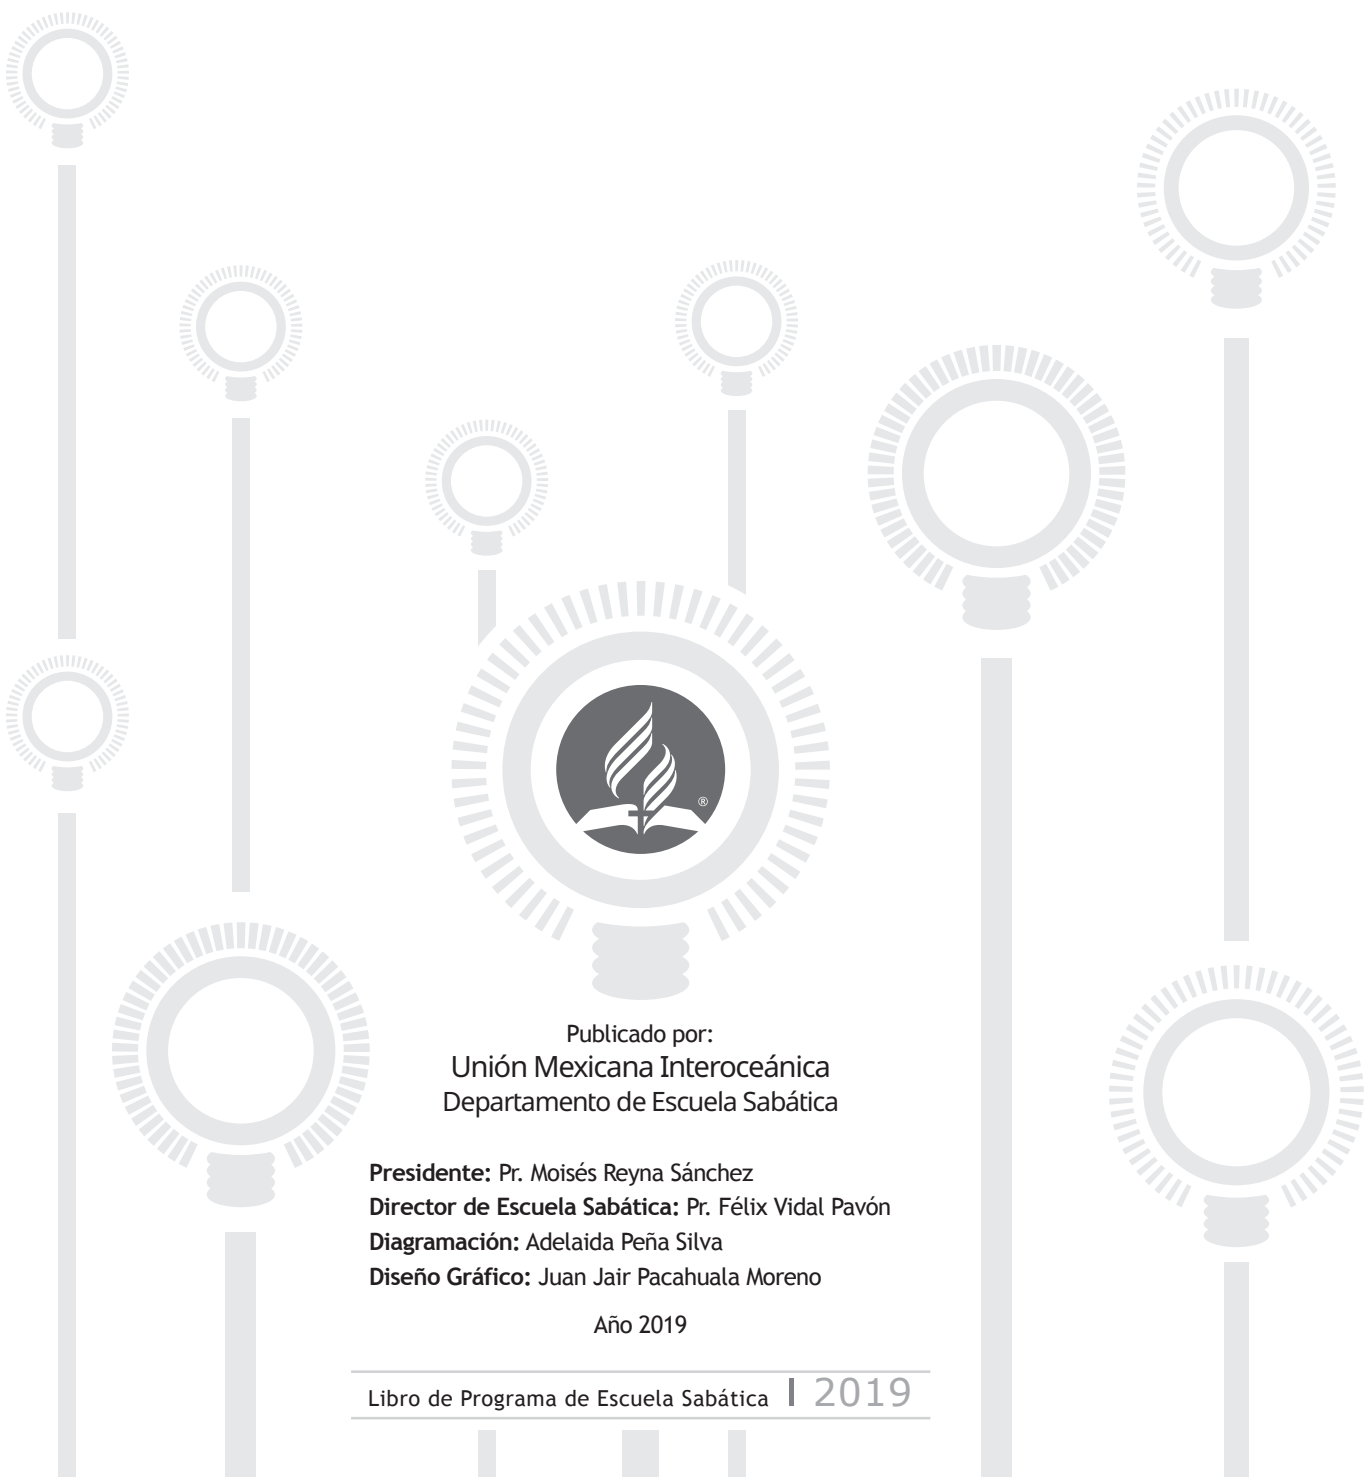 ®
Publicado por:
Unión Mexicana Interoceánica
Departamento de Escuela Sabática
Presidente: Pr. Moisés Reyna Sánchez
Director de Escuela Sabática: Pr. Félix Vidal Pavón
Diagramación: Adelaida Peña Silva
Diseño Gráfico: Juan Jair Pacahuala Moreno
Año 2019
Libro de Programa de Escuela Sabática | 2019